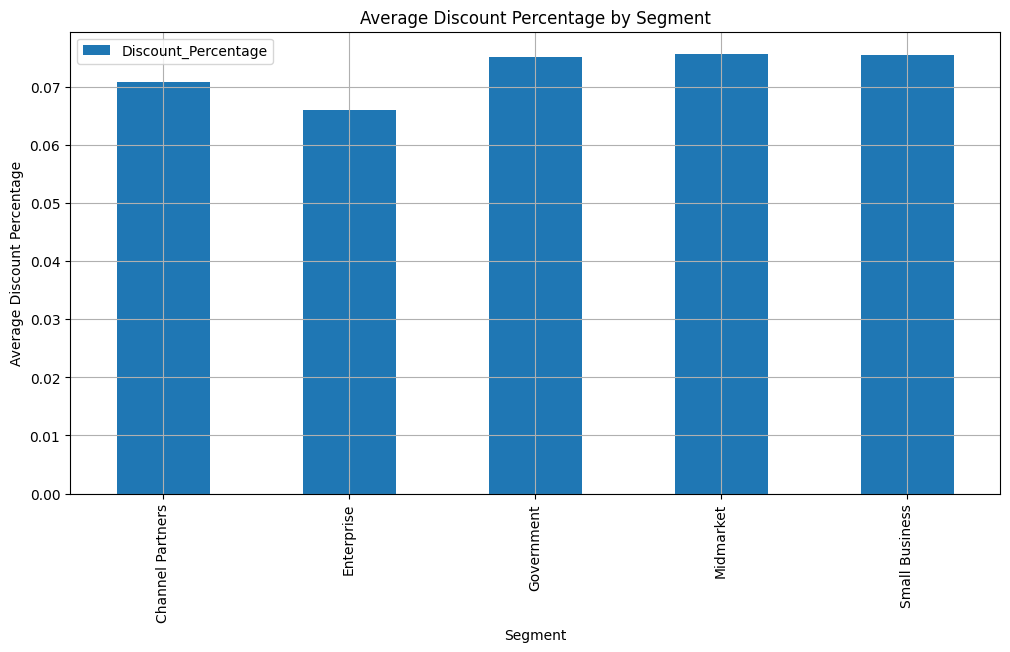 Average Discount Percentage by Segment
Discount_Percentage
Average Discount Percentage
0.07
0.06
0.05
0.04
0.03
0.02
0.01
0.00
Channel Partners
Enterprise
Government
Midmarket
Small Business
Segment